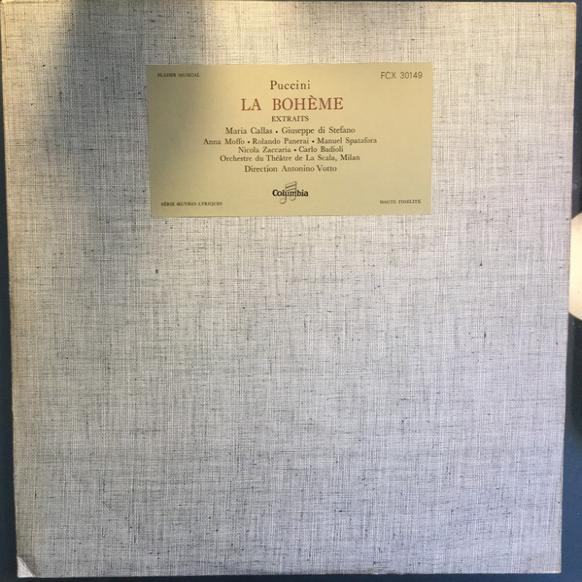 PLAISIR MUSICAL
FCX 30149
Puccini
LA BOHÈME
EXTRAITS
Maria Callas • Giuseppe di Stefano
Anna Moffo • Rolando Panerai • Manuel Spatafora
Nicola Zaccaria • Carlo Badioli
Orchestre du Théâtre de La Scala, Milan
Direction Antonino Votto
Columbia
SÉRIE ŒUVRES LYRIQUES
HAUTE FIDÉLITÉ